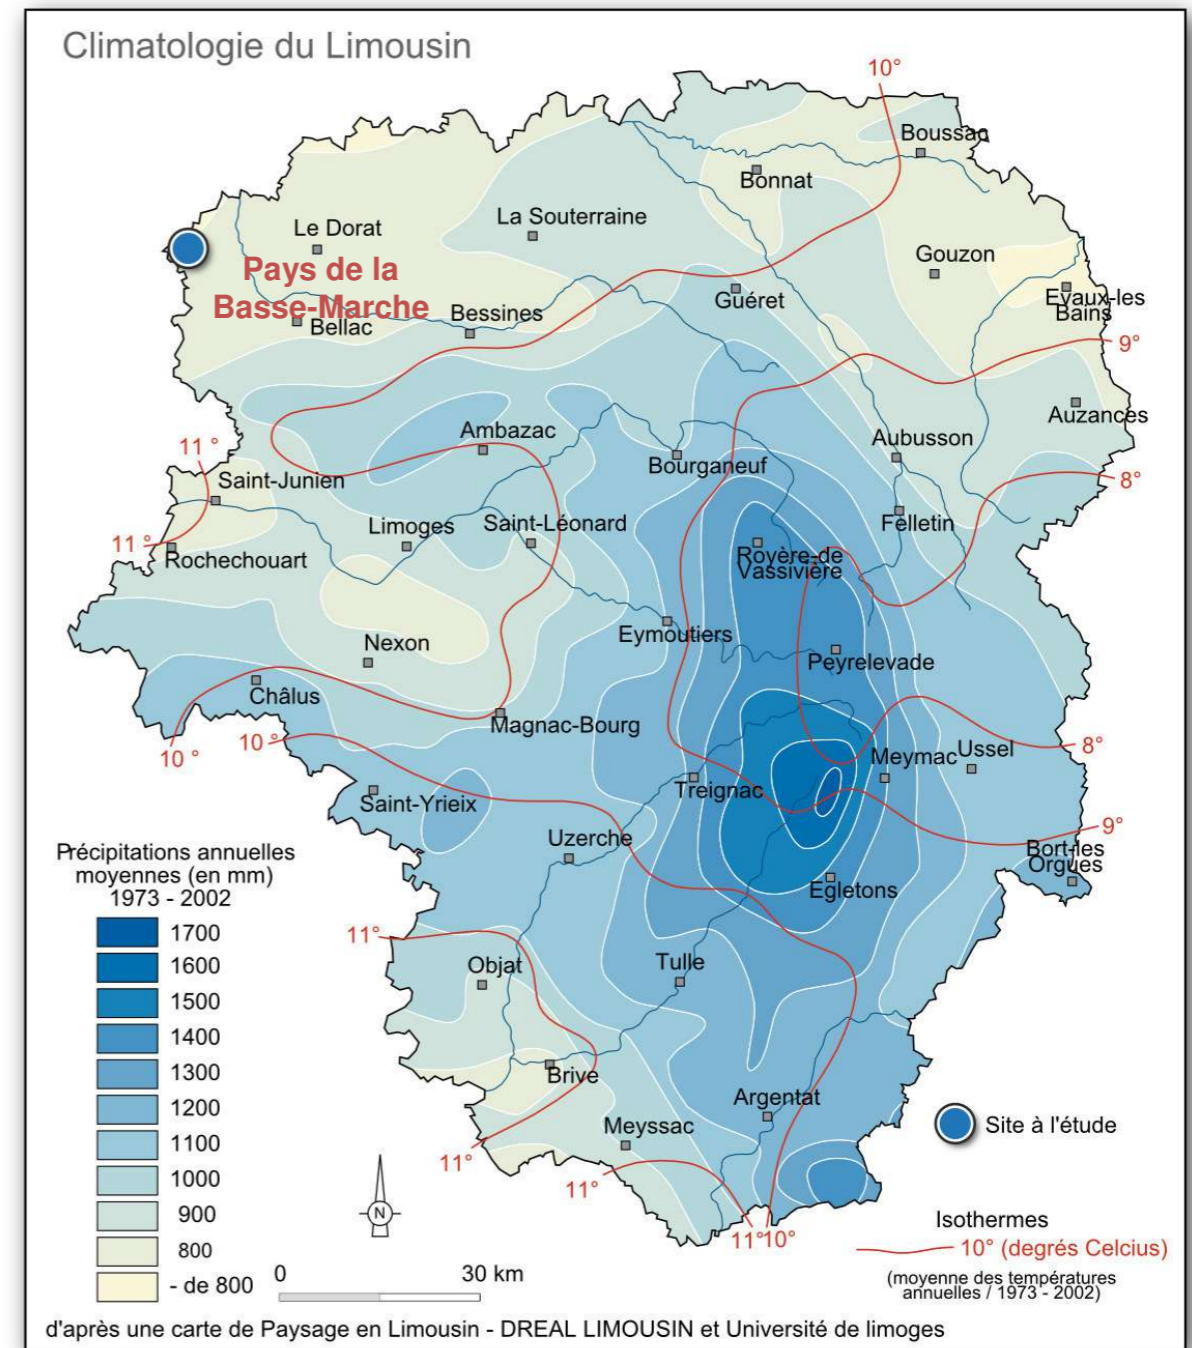 Climatologie du Limousin
10°
Boussac
Bonnat
La Souterraine
Le Dorat
Gouzon
Pays de la
Basse-Marche
Guéret
Evaux-les
Bains
Bessines
Bellac
9°
Auzances
Ambazac
Aubusson
11 °
Bourganeuf
8°
Saint-Junien
Limoges
Saint-Léonard
Felletin
11 °
Rochechouart
Royère-de
Vassivière
Eymoutiers
Nexon
Peyrelevade
Châlus
Magnac-Bourg
10 °
10 °
8°
Meymac
Ussel
Treignac
Saint-Yrieix
9°
Uzerche
Bort-les
Orgues
Egletons
Précipitations annuelles
moyennes (en mm)
1973 - 2002
1700
1600
1500
1400
1300
1200
1100
1000
900
800
- de 800
11°
Objat
Tulle
Brive
Argentat
Meyssac
11°
11°
11°
10°
Site à l'étude
Isothermes
10° (degrés Celcius)
(moyenne des températures
annuelles / 1973 - 2002)
N
0
30 km
d'après une carte de Paysage en Limousin - DREAL LIMOUSIN et Université de limoges